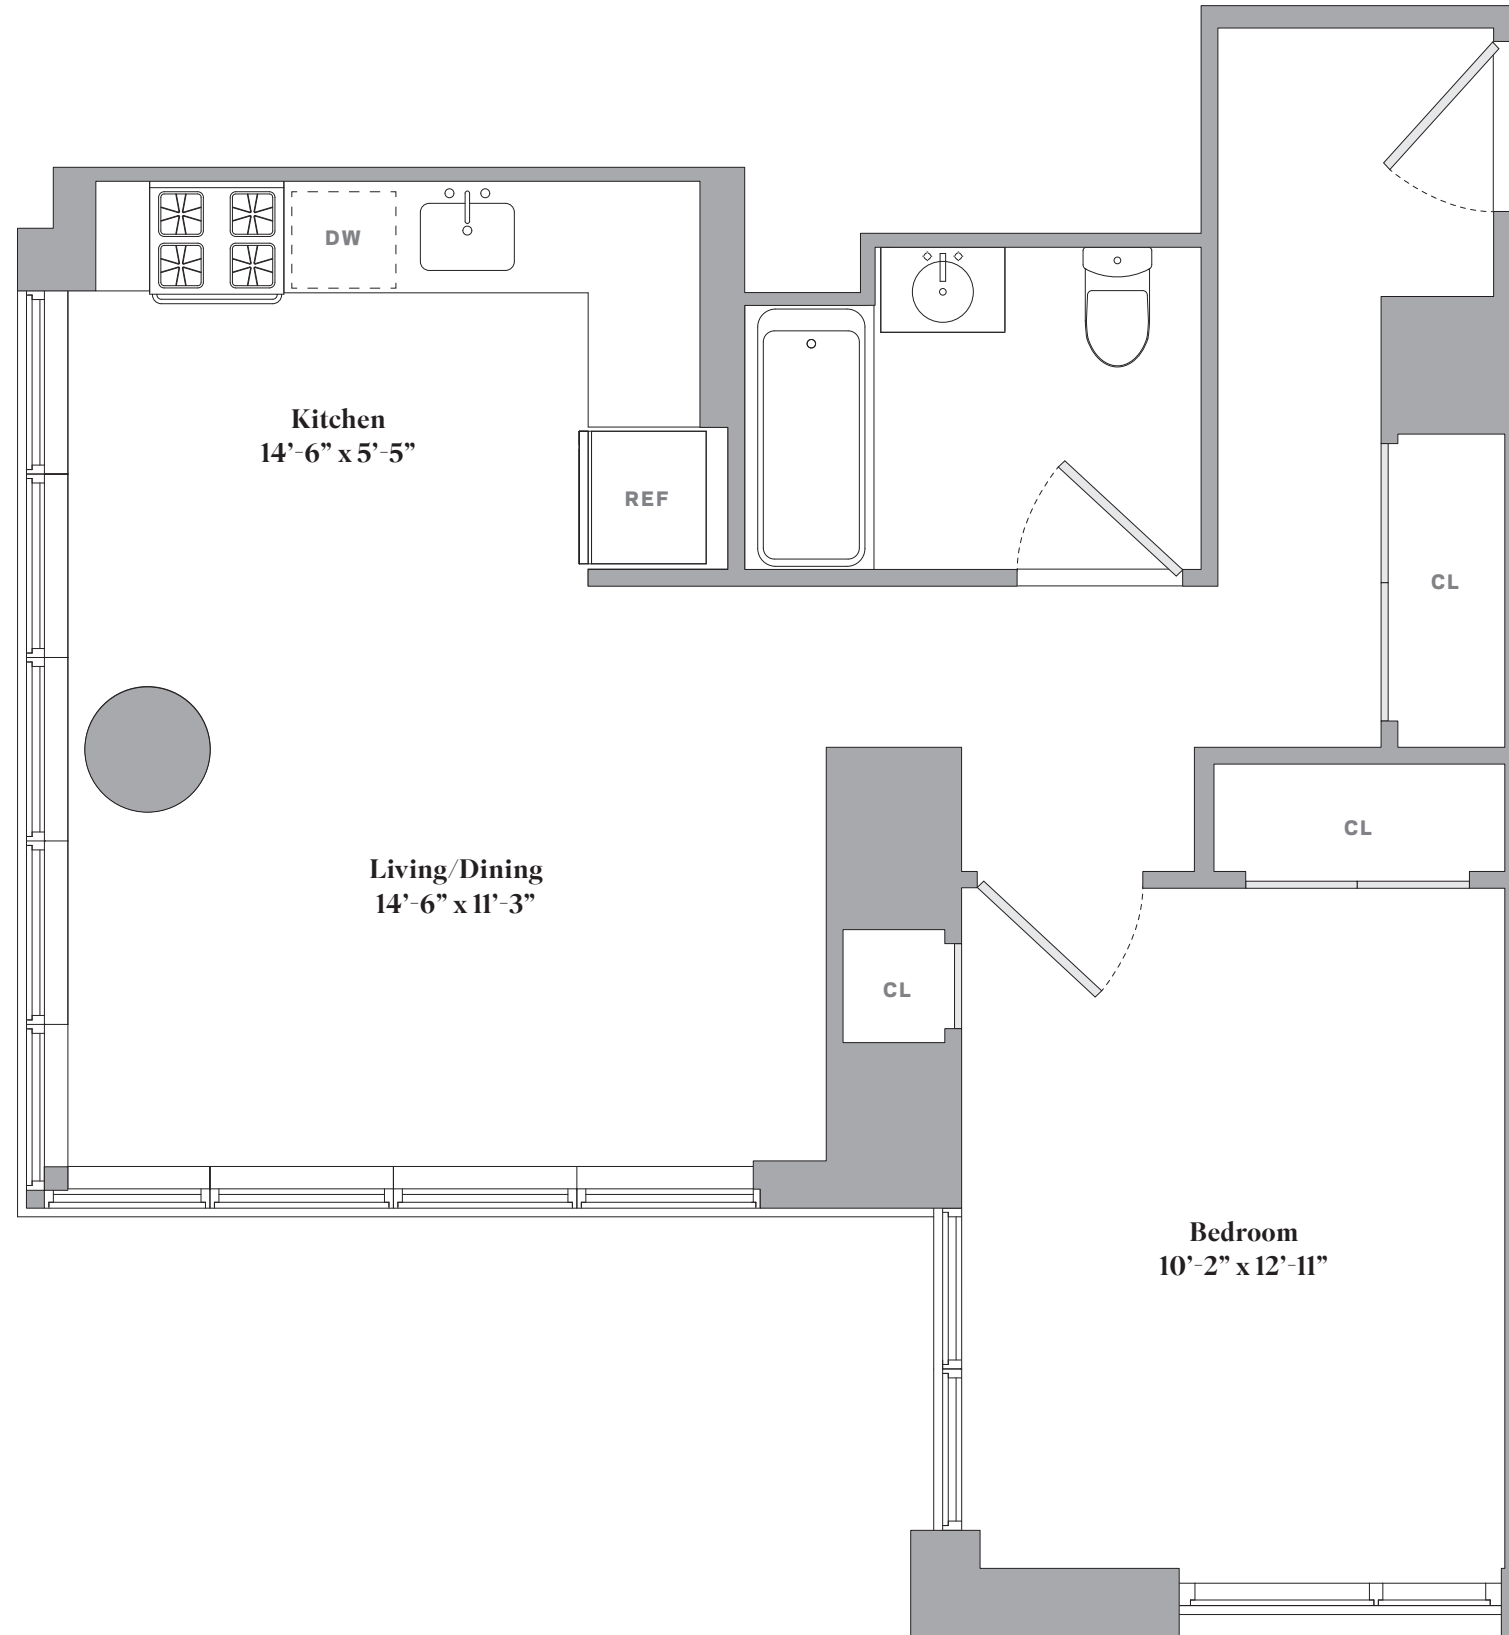 DW
Kitchen
14’-6” x 5’-5”
REF
CL
CL
Living/Dining
14’-6” x 11’-3”
CL
Bedroom
10’-2” x 12’-11”